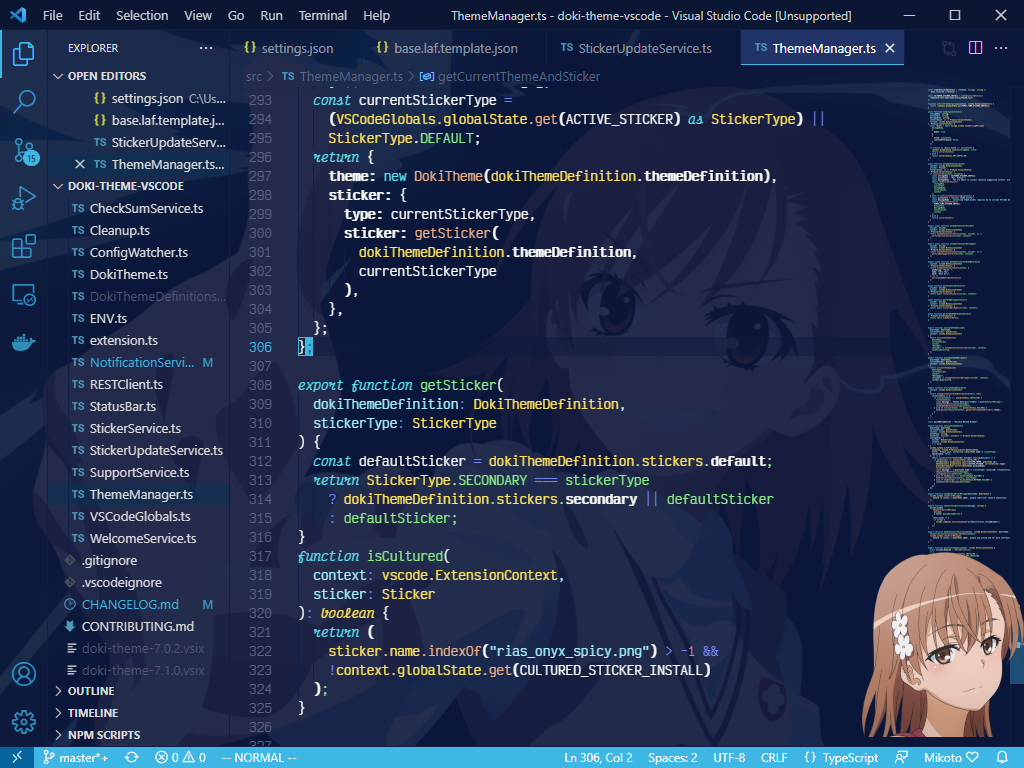 File Edit Selection View Go Run Terminal Help ThemeManager.ts - doki-theme-vscode - Visual Studio Code [Unsupported]
EXPLORER
OPEN EDITORS
settings.json C:\Us...
base.laf.template.j...
StickerUpdateServ...
TS ThemeManager.ts...
DOKI-THEME-VSCODE
TS CheckSumService.ts
TS Cleanup.ts
TS ConfigWatcher.ts
TS DokiTheme.ts
TS DokiThemeDefinitions...
TS ENV.ts
TS extension.ts
TS NotificationServi... M
TS RESTClient.ts
TS StatusBar.ts
TS StickerService.ts
TS StickerUpdateService.ts
TS SupportService.ts
TS ThemeManager.ts
TS VSCodeGlobals.ts
TS WelcomeService.ts
.gitignore
.vscodeignore
CHANGELOG.md M
CONTRIBUTING.md
doki-theme-7.0.2.vsix
doki-theme-7.1.0.vsix
OUTLINE
TIMELINE
NPM SCRIPTS
15
{} settings.json {} base.laf.template.json TS StickerUpdateService.ts TS ThemeManager.ts
src > TS ThemeManager.ts > getCurrentThemeAndSticker
293 const currentStickerType =
294 (VSCodeGlobals.globalState.get(ACTIVE_STICKER) as StickerType) ||
295 StickerType.DEFAULT;
296 return {
297 theme: new DokiTheme(dokiThemeDefinition.themeDefinition),
298 sticker: {
299 type: currentStickerType,
300 sticker: getSticker(
301 dokiThemeDefinition.themeDefinition,
302 currentStickerType
303 ),
304 },
305 };
306 };
307
308 export function getSticker(
309 dokiThemeDefinition: DokiThemeDefinition,
310 stickerType: StickerType
311 ) {
312 const defaultSticker = dokiThemeDefinition.stickers.default;
313 return StickerType.SECONDARY === stickerType
314 ? dokiThemeDefinition.stickers.secondary || defaultSticker
315 : defaultSticker;
316 }
317 function isCultured(
318 context: vscode.ExtensionContext,
319 sticker: Sticker
320 ): boolean {
321 return (
322 sticker.name.indexOf("rias_onyx_spicy.png") > -1 &&
323 !context.globalState.get(CULTURED_STICKER_INSTALL)
324 );
325 }
326
327
master*+ 0 0 -- NORMAL -- Ln 306, Col 2 Spaces: 2 UTF-8 CRLF {} TypeScript Mikoto ♡